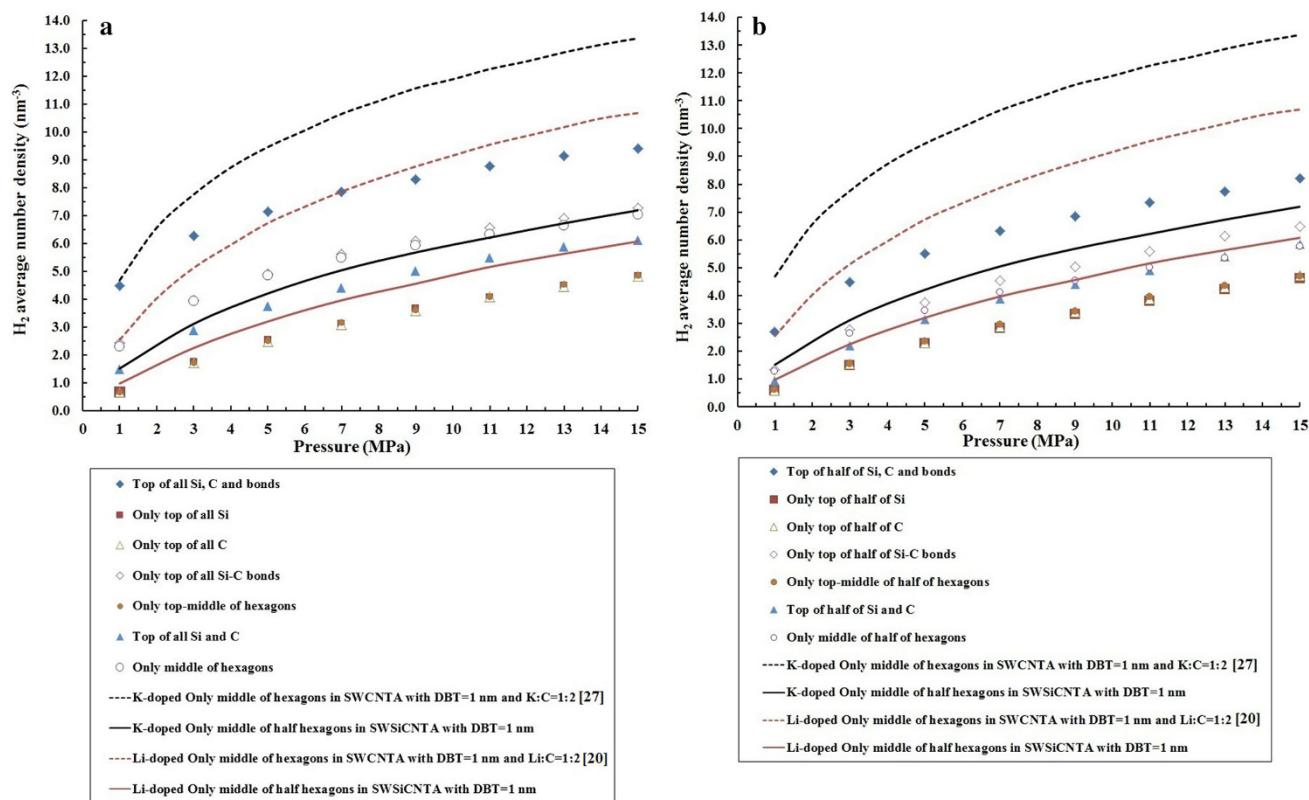 a
H2 average number density (nm-3)
14.0
13.0
12.0
11.0
10.0
9.0
8.0
7.0
6.0
5.0
4.0
3.0
2.0
1.0
0.0
0 1 2 3 4 5 6 7 8 9 10 11 12 13 14 15
Pressure (MPa)
Top of all Si, C and bonds
Only top of all Si
Only top of all C
Only top of all Si-C bonds
Only top-middle of hexagons
Top of all Si and C
Only middle of hexagons
K-doped Only middle of hexagons in SWCNTA with DBT=1 nm and K:C=1:2 [27]
K-doped Only middle of half hexagons in SWSiCNTA with DBT=1 nm
Li-doped Only middle of hexagons in SWCNTA with DBT=1 nm and Li:C=1:2 [20]
Li-doped Only middle of half hexagons in SWSiCNTA with DBT=1 nm
b
H2 average number density (nm-3)
14.0
13.0
12.0
11.0
10.0
9.0
8.0
7.0
6.0
5.0
4.0
3.0
2.0
1.0
0.0
0 1 2 3 4 5 6 7 8 9 10 11 12 13 14 15
Pressure (MPa)
Top of half of Si, C and bonds
Only top of half of Si
Only top of half of C
Only top of half of Si-C bonds
Only top-middle of half of hexagons
Top of half of Si and C
Only middle of half of hexagons
K-doped Only middle of hexagons in SWCNTA with DBT=1 nm and K:C=1:2 [27]
K-doped Only middle of half hexagons in SWSiCNTA with DBT=1 nm
Li-doped Only middle of hexagons in SWCNTA with DBT=1 nm and Li:C=1:2 [20]
Li-doped Only middle of half hexagons in SWSiCNTA with DBT=1 nm